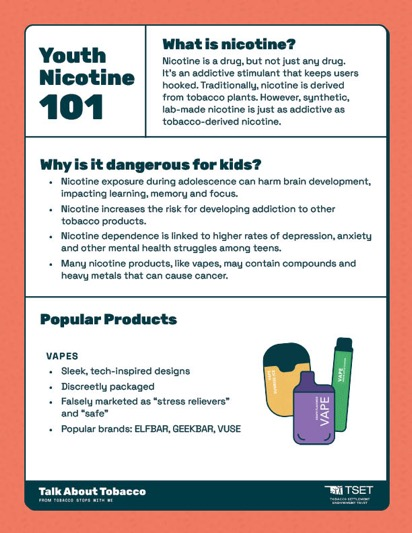 Youth
Nicotine
101
What is nicotine?
Nicotine is a drug, but not just any drug.
It's an addictive stimulant that keeps users
hooked. Traditionally, nicotine is derived
from tobacco plants. However, synthetic,
lab-made nicotine is just as addictive as
tobacco-derived nicotine.
Why is it dangerous for kids?
• Nicotine exposure during adolescence can harm brain development,
impacting learning, memory and focus.
• Nicotine increases the risk for developing addiction to other
tobacco products.
• Nicotine dependence is linked to higher rates of depression, anxiety
and other mental health struggles among teens.
• Many nicotine products, like vapes, may contain compounds and
heavy metals that can cause cancer.
Popular Products
VAPES
• Sleek, tech-inspired designs
• Discreetly packaged
• Falsely marketed as “stress relievers”
and “safe”
• Popular brands: ELFBAR, GEEKBAR, VUSE
VAPE
VAPE
VAPE
Talk About Tobacco
FROM TOBACCO STOPS WITH ME
TSET
TOBACCO SETTLEMENT
ENDOWMENT TRUST